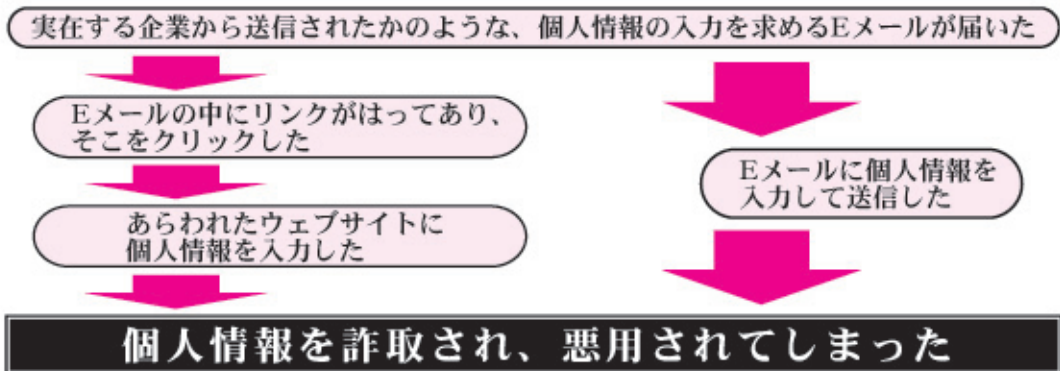 実在する企業から送信されたかのような、個人情報の入力を求めるEメールが届いた
Eメールの中にリンクがはってあり、
そこをクリックした
あらわれたウェブサイトに
個人情報を入力した
Eメールに個人情報を
入力して送信した
個人情報を詐取され、悪用されてしまった